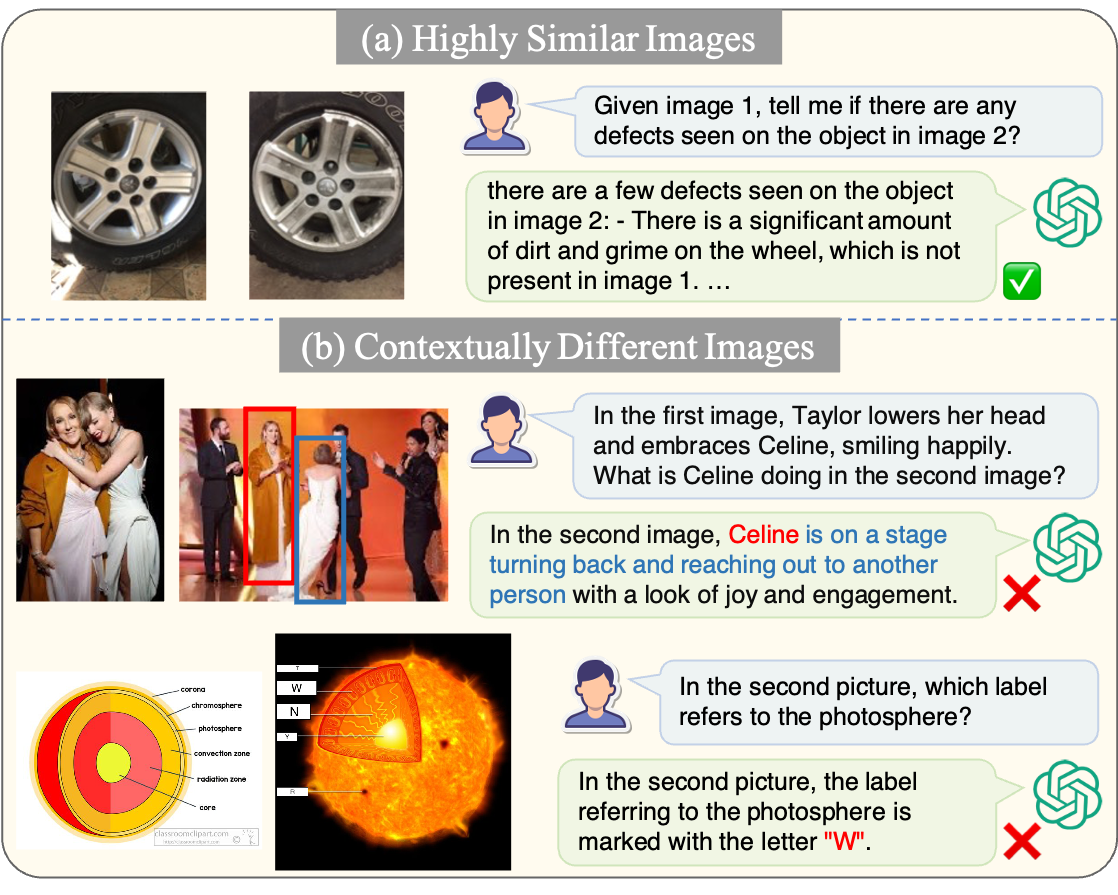 (a) Highly Similar Images
Given image 1, tell me if there are any
defects seen on the object in image 2?
there are a few defects seen on the object
in image 2: - There is a significant amount
of dirt and grime on the wheel, which is not
present in image 1. …
(b) Contextually Different Images
In the first image, Taylor lowers her head
and embraces Celine, smiling happily.
What is Celine doing in the second image?
In the second image, Celine is on a stage
turning back and reaching out to another
person with a look of joy and engagement.
corona
chromosphere
photosphere
convection zone
radiation zone
core
classroomclipart.com
T
W
N
Y
In the second picture, which label
refers to the photosphere?
In the second picture, the label
referring to the photosphere is
marked with the letter "W".